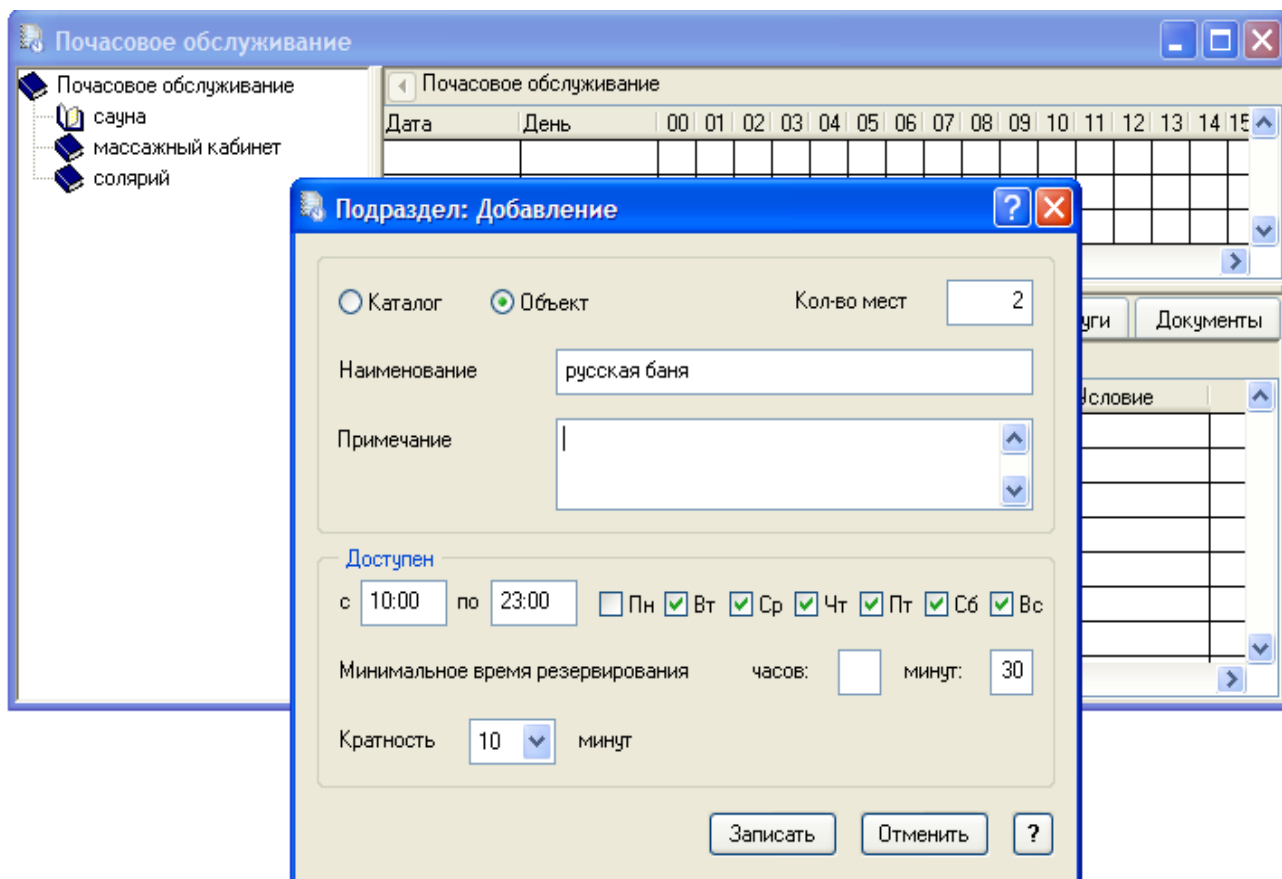 Почасовое обслуживание
Почасовое обслуживание
сауна
массажный кабинет
солярий
Почасовое обслуживание
Дата День 00 01 02 03 04 05 06 07 08 09 10 11 12 13 14 15
Подраздел: Добавление
Каталог Объект Кол-во мест 2
Наименование русская баня
Примечание
Доступен
с 10:00 по 23:00 Пн Вт Ср Чт Пт Сб Вс
Минимальное время резервирования часов: минут: 30
Кратность 10 минут
Записать Отменить ?
уги Документы
Условие